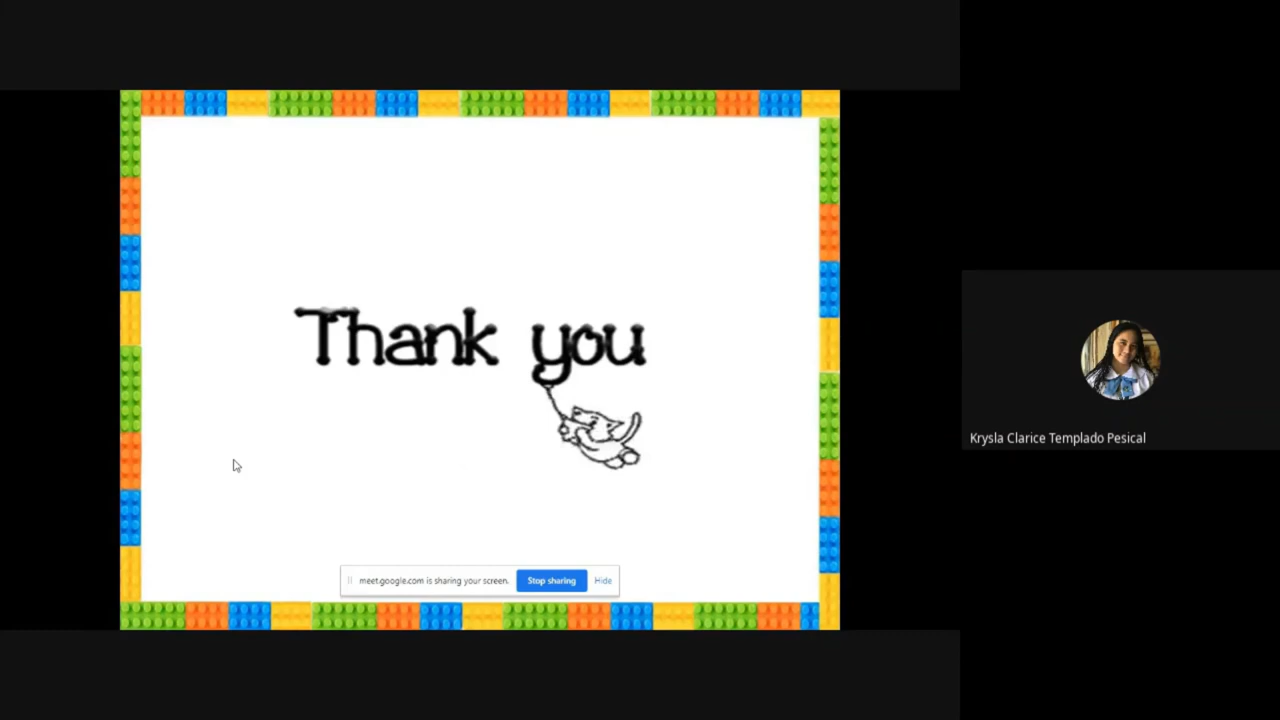 Thank you
meet.google.com is sharing your screen. Stop sharing Hide
Krysla Clarice Templado Pesical